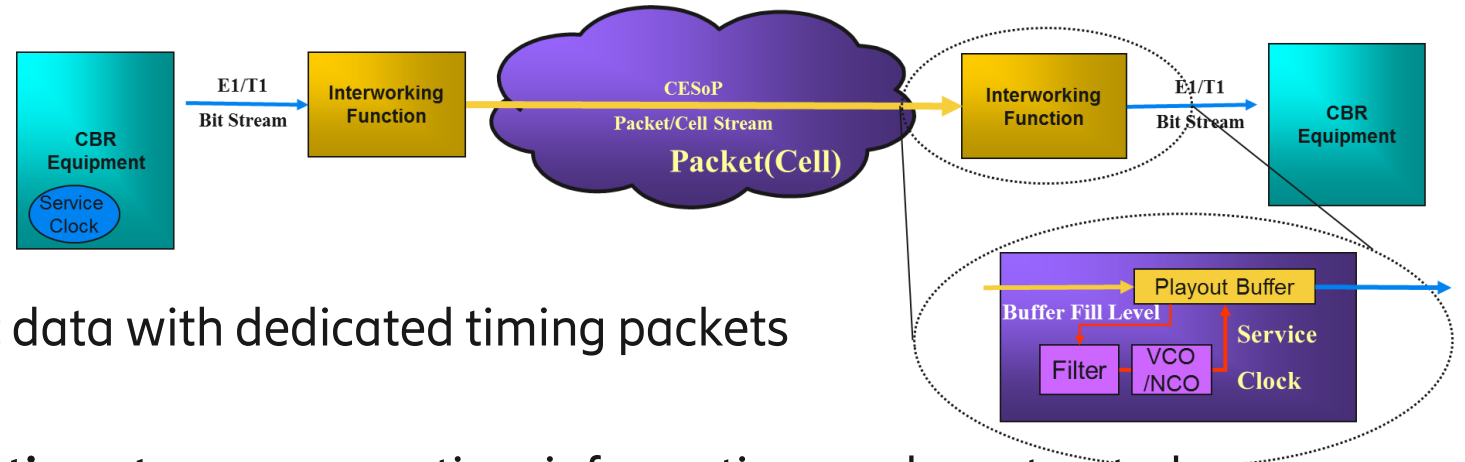 CBR
Equipment
Service
Clock
E1/T1
Bit Stream
Interworking
Function
CESoP
Packet/Cell Stream
Packet(Cell)
Interworking
Function
E1/T1
Bit Stream
CBR
Equipment
Playout Buffer
Buffer Fill Level
Filter
VCO
/NCO
Service
Clock
data with dedicated timing packets